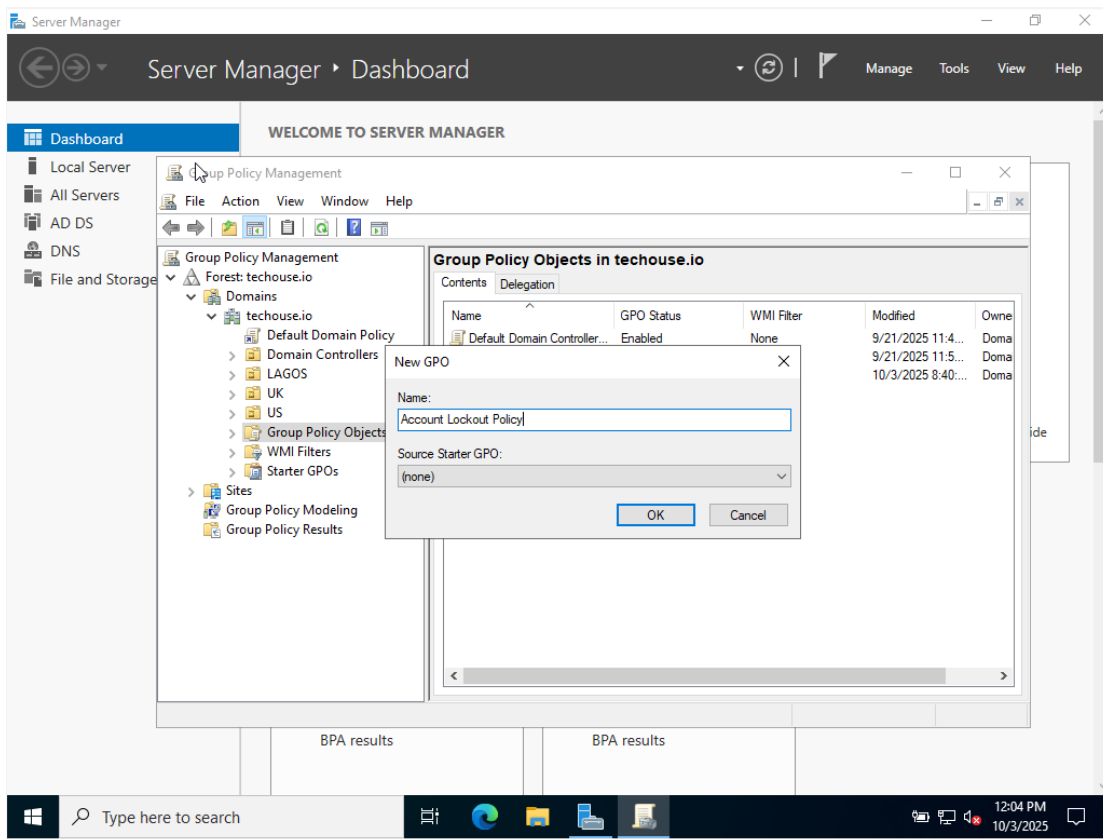 Server Manager
Server Manager • Dashboard
Manage Tools View Help
Dashboard
Local Server
All Servers
AD DS
DNS
File and Storage
WELCOME TO SERVER MANAGER
Group Policy Management
File Action View Window Help
Group Policy Management
Forest: techouse.io
Domains
techouse.io
Default Domain Policy
Domain Controllers
LAGOS
UK
US
Group Policy Objects
WMI Filters
Starter GPOs
Sites
Group Policy Modeling
Group Policy Results
Group Policy Objects in techouse.io
Contents Delegation
Name GPO Status WMI Filter Modified Owne
Default Domain Controller... Enabled None 9/21/2025 11:4... Doma
9/21/2025 11:5... Doma
10/3/2025 8:40:... Doma
New GPO
Name:
Account Lockout Policy
Source Starter GPO:
(none)
OK Cancel
ide
BPA results BPA results
Type here to search
12:04 PM
10/3/2025